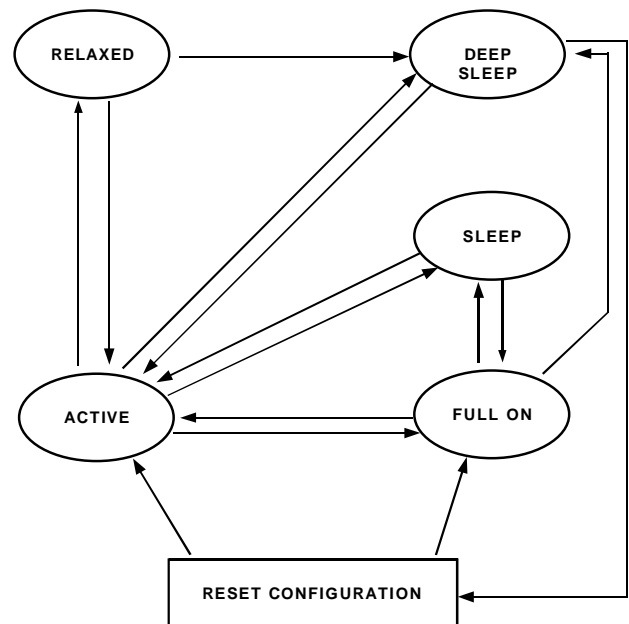 RELAXED
DEEP
SLEEP
SLEEP
ACTIVE
FULL ON
RESET CONFIGURATION